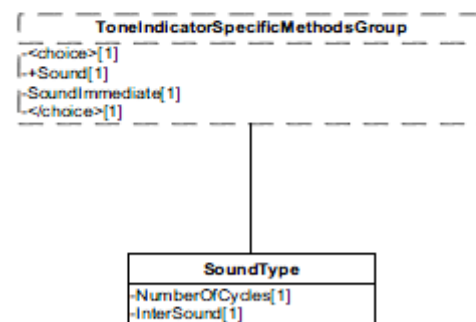 ToneIndicatorSpecificMethodsGroup
-<choice>[1]
-+Sound[1]
-SoundImmediate[1]
-</choice>[1]
SoundType
-NumberOfCycles[1]
-InterSound[1]